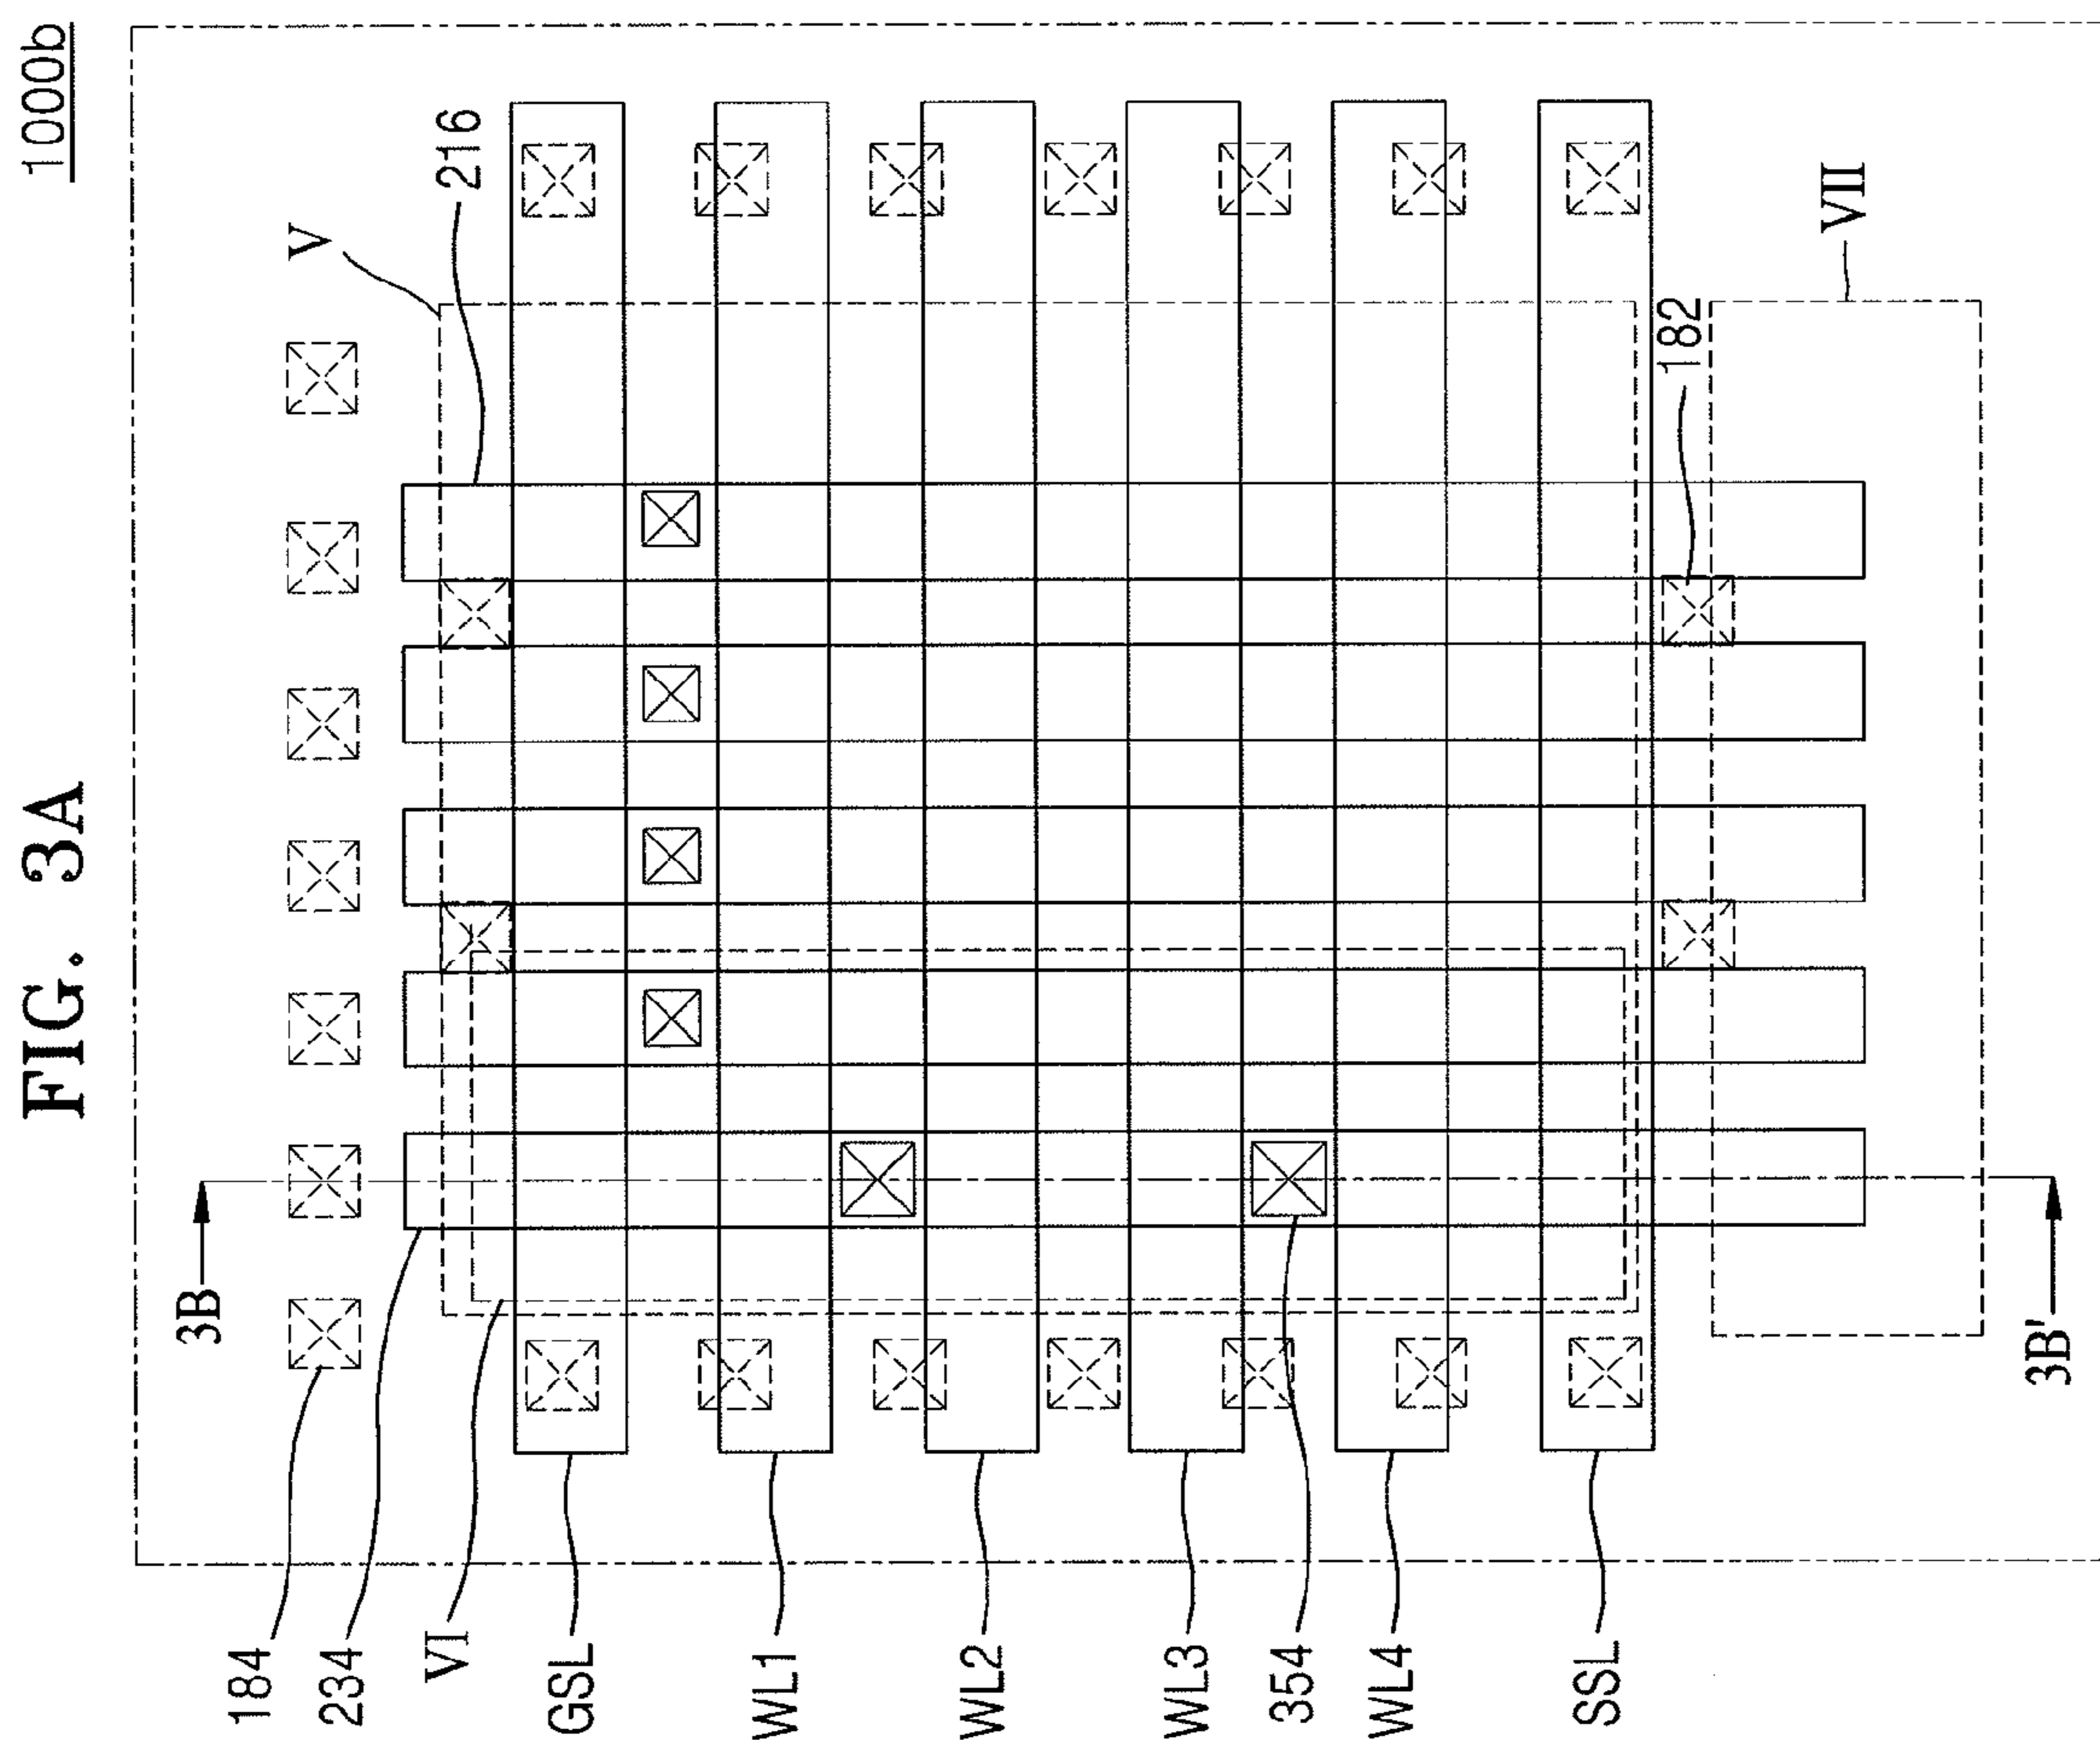 FIG. 3A
1000b
184
234
VI
GSL
WL1
WL2
WL3
354
WL4
SSL
3B
3B'
V
216
182
VII